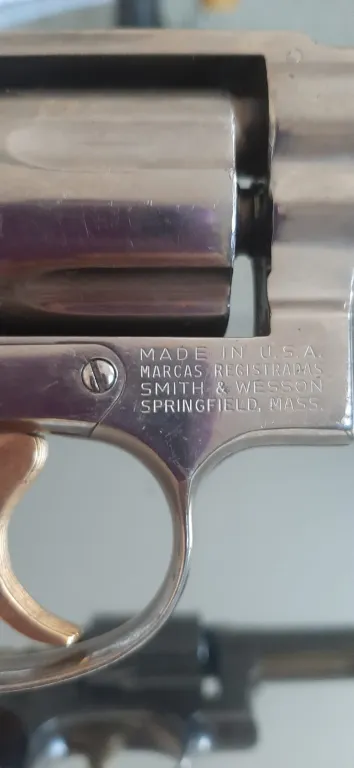 MADE IN U.S.A.
MARCAS REGISTRADAS
SMITH & WESSON
SPRINGFIELD, MASS.